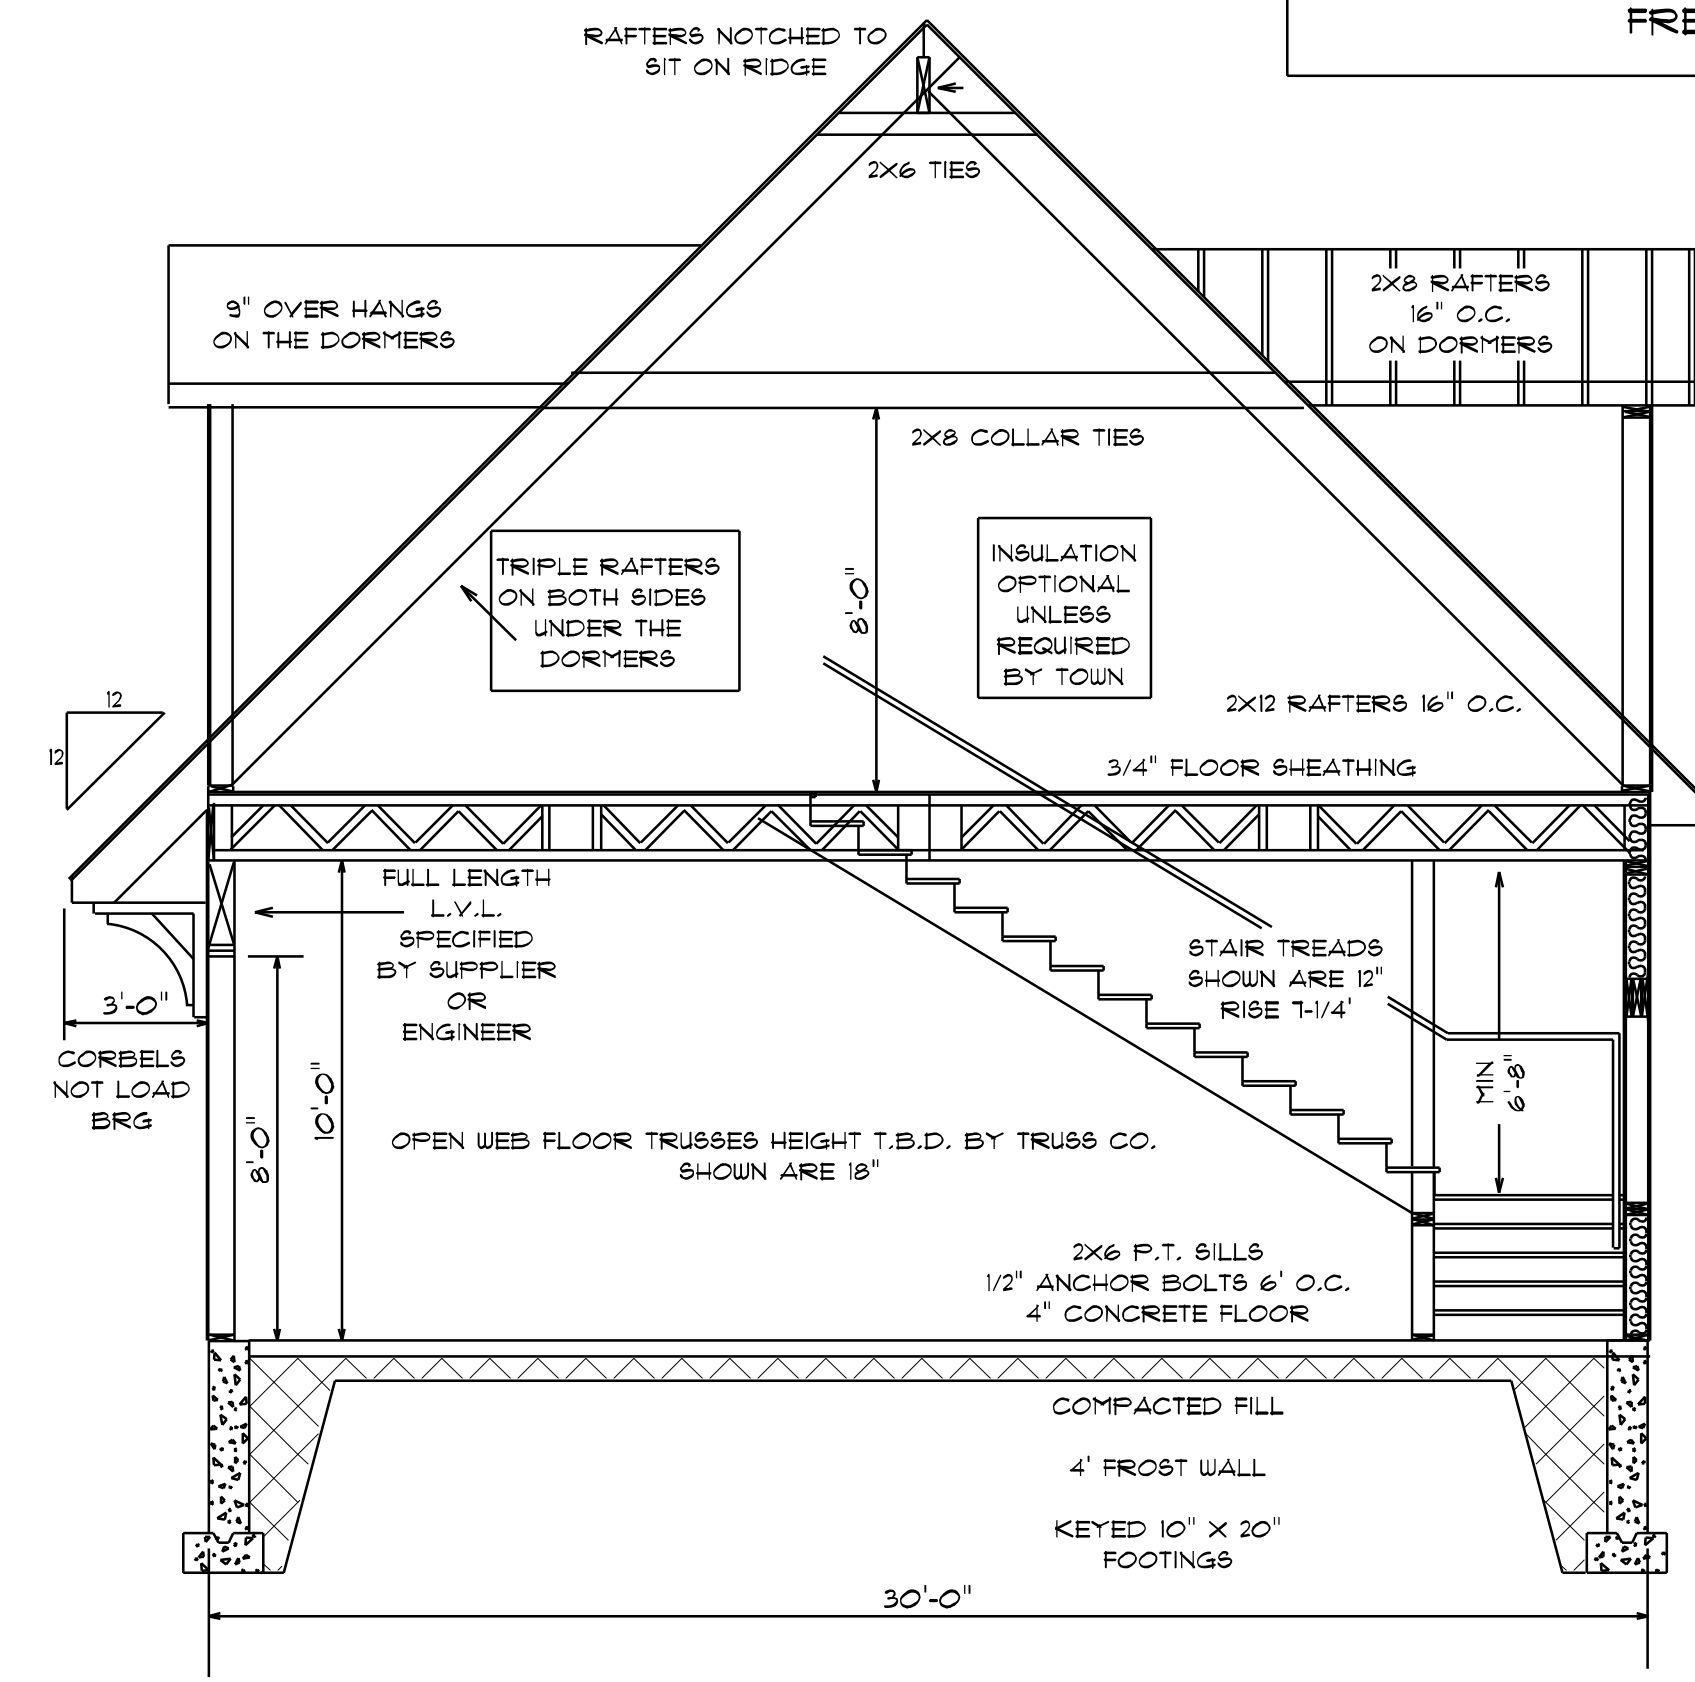 RAFTERS NOTCHED TO
SIT ON RIDGE
2X6 TIES
9" OVER HANGS
ON THE DORMERS
2X8 RAFTERS
16" O.C.
ON DORMERS
2X8 COLLAR TIES
TRIPLE RAFTERS
ON BOTH SIDES
UNDER THE
DORMERS
8'-0"
INSULATION
OPTIONAL
UNLESS
REQUIRED
BY TOWN
12
12
2X12 RAFTERS 16" O.C.
3/4" FLOOR SHEATHING
FULL LENGTH
L.V.L.
SPECIFIED
BY SUPPLIER
OR
ENGINEER
STAIR TREADS
SHOWN ARE 12"
RISE 7-1/4'
3'-0"
CORBELS
NOT LOAD
BRG
8'-0"
10'-0"
MIN
6'-8"
OPEN WEB FLOOR TRUSSES HEIGHT T.B.D. BY TRUSS CO.
SHOWN ARE 18"
2X6 P.T. SILLS
1/2" ANCHOR BOLTS 6' O.C.
4" CONCRETE FLOOR
COMPACTED FILL
4' FROST WALL
KEYED 10" X 20"
FOOTINGS
30'-0"